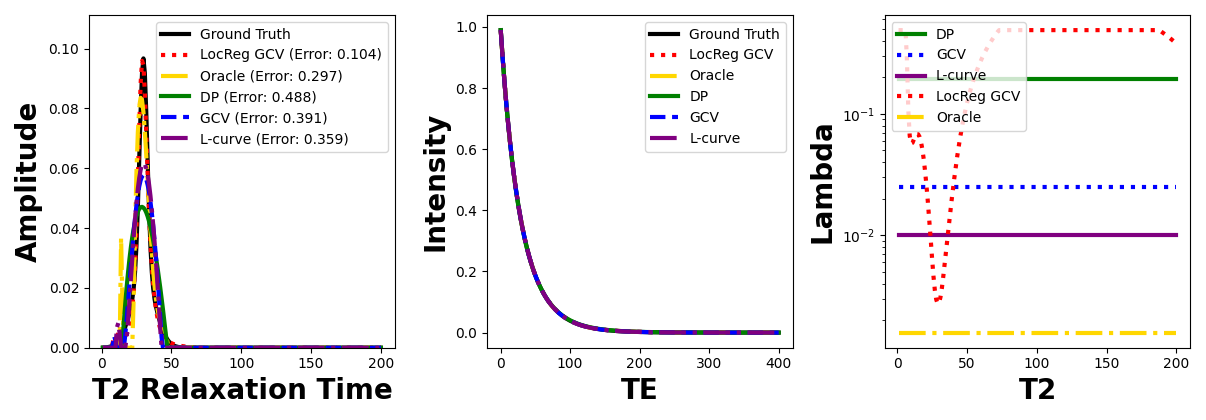 Amplitude
0.10
0.08
0.06
0.04
0.02
0.00
0
50
100
150
200
T2 Relaxation Time
Ground Truth
LocReg GCV (Error: 0.104)
Oracle (Error: 0.297)
DP (Error: 0.488)
GCV (Error: 0.391)
L-curve (Error: 0.359)
Intensity
1.0
0.8
0.6
0.4
0.2
0.0
0
100
200
300
400
TE
Ground Truth
LocReg GCV
Oracle
DP
GCV
L-curve
Lambda
10⁻¹
10⁻²
0
50
100
150
200
T2
DP
GCV
L-curve
LocReg GCV
Oracle